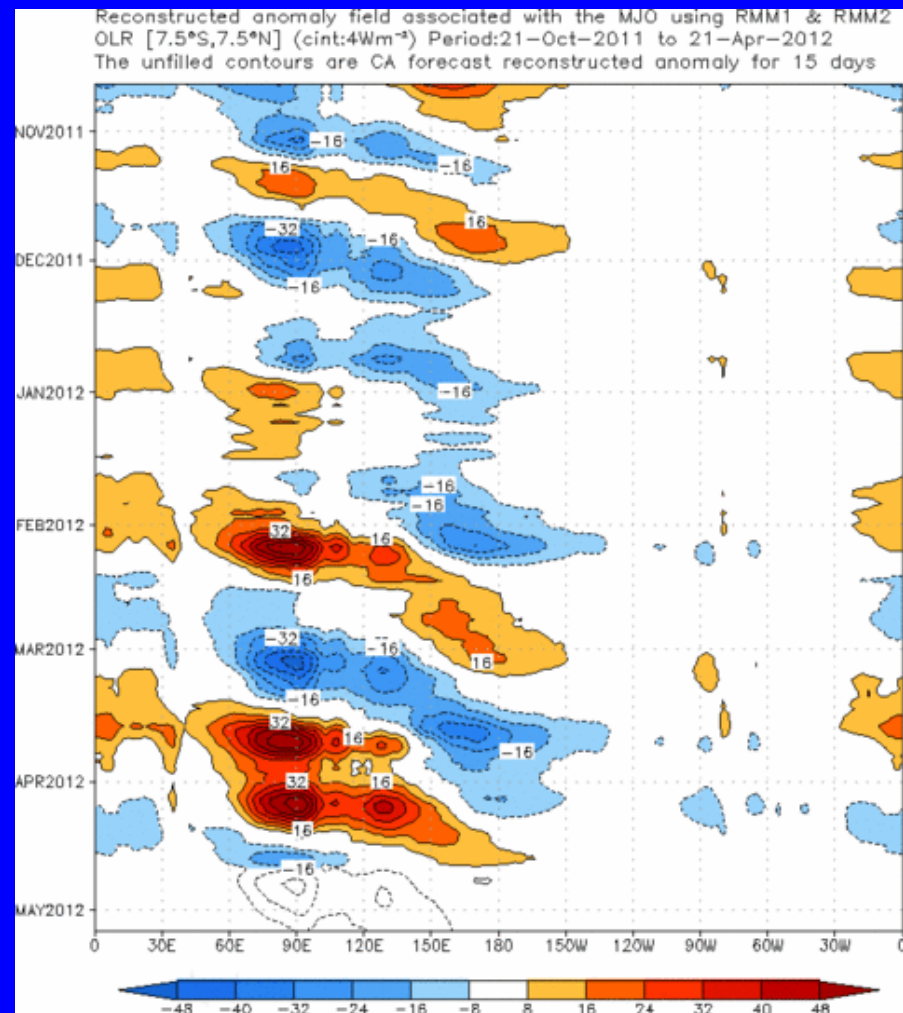 Reconstructed anomaly field associated with the MJO using RMM1 & RMM2
OLR [7.5°S,7.5°N] (cint:4Wm⁻²) Period:21-Oct-2011 to 21-Apr-2012
The unfilled contours are CA forecast reconstructed anomaly for 15 days
NOV2011
-16
-16
-16
16
16
-32
-16
DEC2011
-16
JAN2012
-16
-16
-16
FEB2012
32
16
16
MAR2012
-32
-16
16
-16
32
16
-16
APR2012
32
16
16
-16
MAY2012
0 30E 60E 90E 120E 150E 180 150W 120W 90W 60W 30W 0
-48 -40 -32 -24 -16 -8 8 16 24 32 40 48